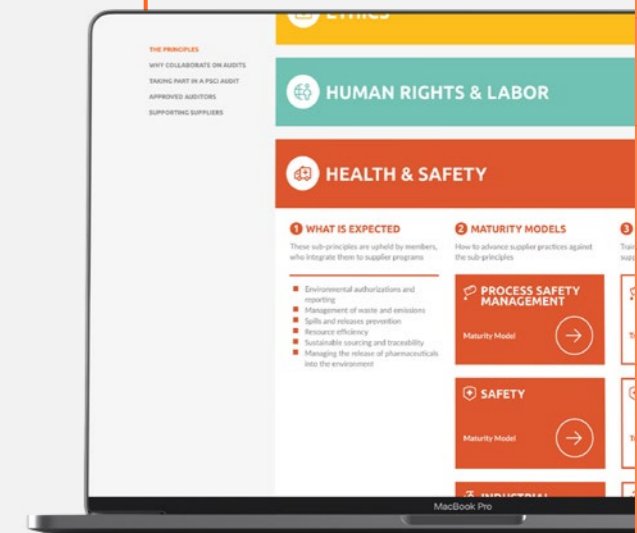 ETHICS
THE PRINCIPLES
WHY COLLABORATE ON AUDITS
TAKING PART IN A PSCI AUDIT
APPROVED AUDITORS
SUPPORTING SUPPLIERS
HUMAN RIGHTS & LABOR
HEALTH & SAFETY
1 WHAT IS EXPECTED
These sub-principles are upheld by members,
who integrate them to supplier programs
Environmental authorizations and
reporting
Management of waste and emissions
Spills and releases prevention
Resource efficiency
Sustainable sourcing and traceability
Managing the release of pharmaceuticals
into the environment
2 MATURITY MODELS
How to advance supplier practices against
the sub-principles
PROCESS SAFETY
MANAGEMENT
Maturity Model
SAFETY
Maturity Model
INDUSTRIAL
3
MacBook Pro